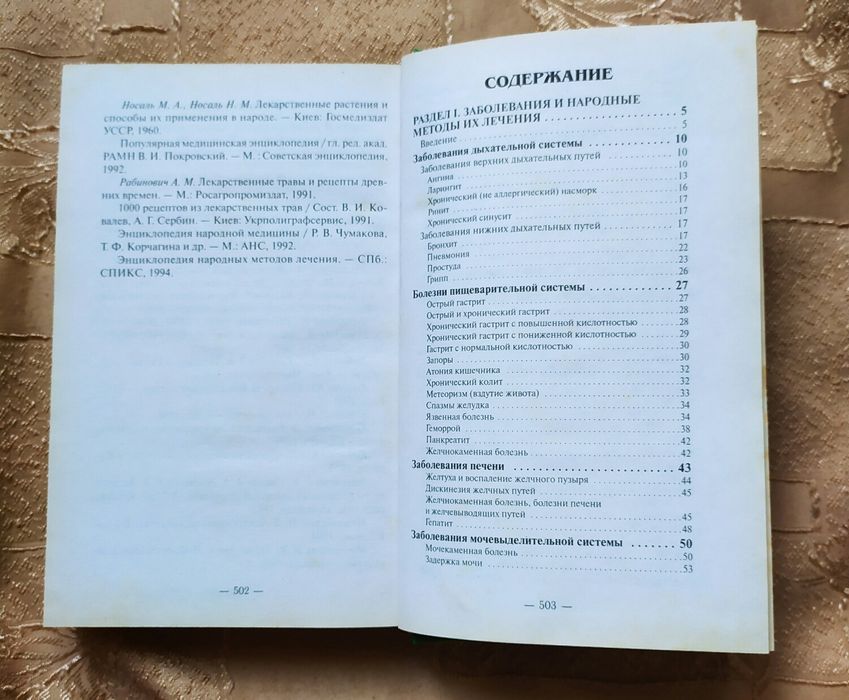 Носаль М. А., Носаль Н. М. Лекарственные растения и
способы их применения в народе. — Киев: Госмедиздат
УССР, 1960.
Популярная медицинская энциклопедия / гл. ред. акад.
РАМН В. И. Покровский. — М. : Советская энциклопедия,
1992.
Рабинович А. М. Лекарственные травы и рецепты древ-
них времен. — М.: Росагропромиздат, 1991.
1000 рецептов из лекарственных трав / Сост. В. И. Ко-
валев, А. Г. Сербин. — Киев: Укрполиграфсервис, 1991.
Энциклопедия народной медицины / Р. В. Чумакова,
Т. Ф. Корчагина и др. — М.: АНС, 1992.
Энциклопедия народных методов лечения. — СПб.:
СПИКС, 1994.
— 502 —
СОДЕРЖАНИЕ
РАЗДЕЛ I. ЗАБОЛЕВАНИЯ И НАРОДНЫЕ
МЕТОДЫ ИХ ЛЕЧЕНИЯ 5
Введение 5
Заболевания дыхательной системы 10
Заболевания верхних дыхательных путей 10
Ангина 10
Ларингит 13
Хронический (не аллергический) насморк 16
Ринит 17
Хронический синусит 17
Заболевания нижних дыхательных путей 17
Бронхит 17
Пневмония 22
Простуда 23
Грипп 26
Болезни пищеварительной системы 27
Острый гастрит 27
Острый и хронический гастрит 28
Хронический гастрит с повышенной кислотностью 28
Хронический гастрит с пониженной кислотностью 29
Гастрит с нормальной кислотностью 30
Запоры 30
Атония кишечника 32
Хронический колит 32
Метеоризм (вздутие живота) 33
Спазмы желудка 34
Язвенная болезнь 34
Геморрой 38
Панкреатит 42
Желчнокаменная болезнь 42
Заболевания печени 43
Желтуха и воспаление желчного пузыря 44
Дискинезия желчных путей 45
Желчнокаменная болезнь, болезни печени
и желчевыводящих путей 45
Гепатит 48
Заболевания мочевыделительной системы 50
Мочекаменная болезнь 50
Задержка мочи 53
— 503 —